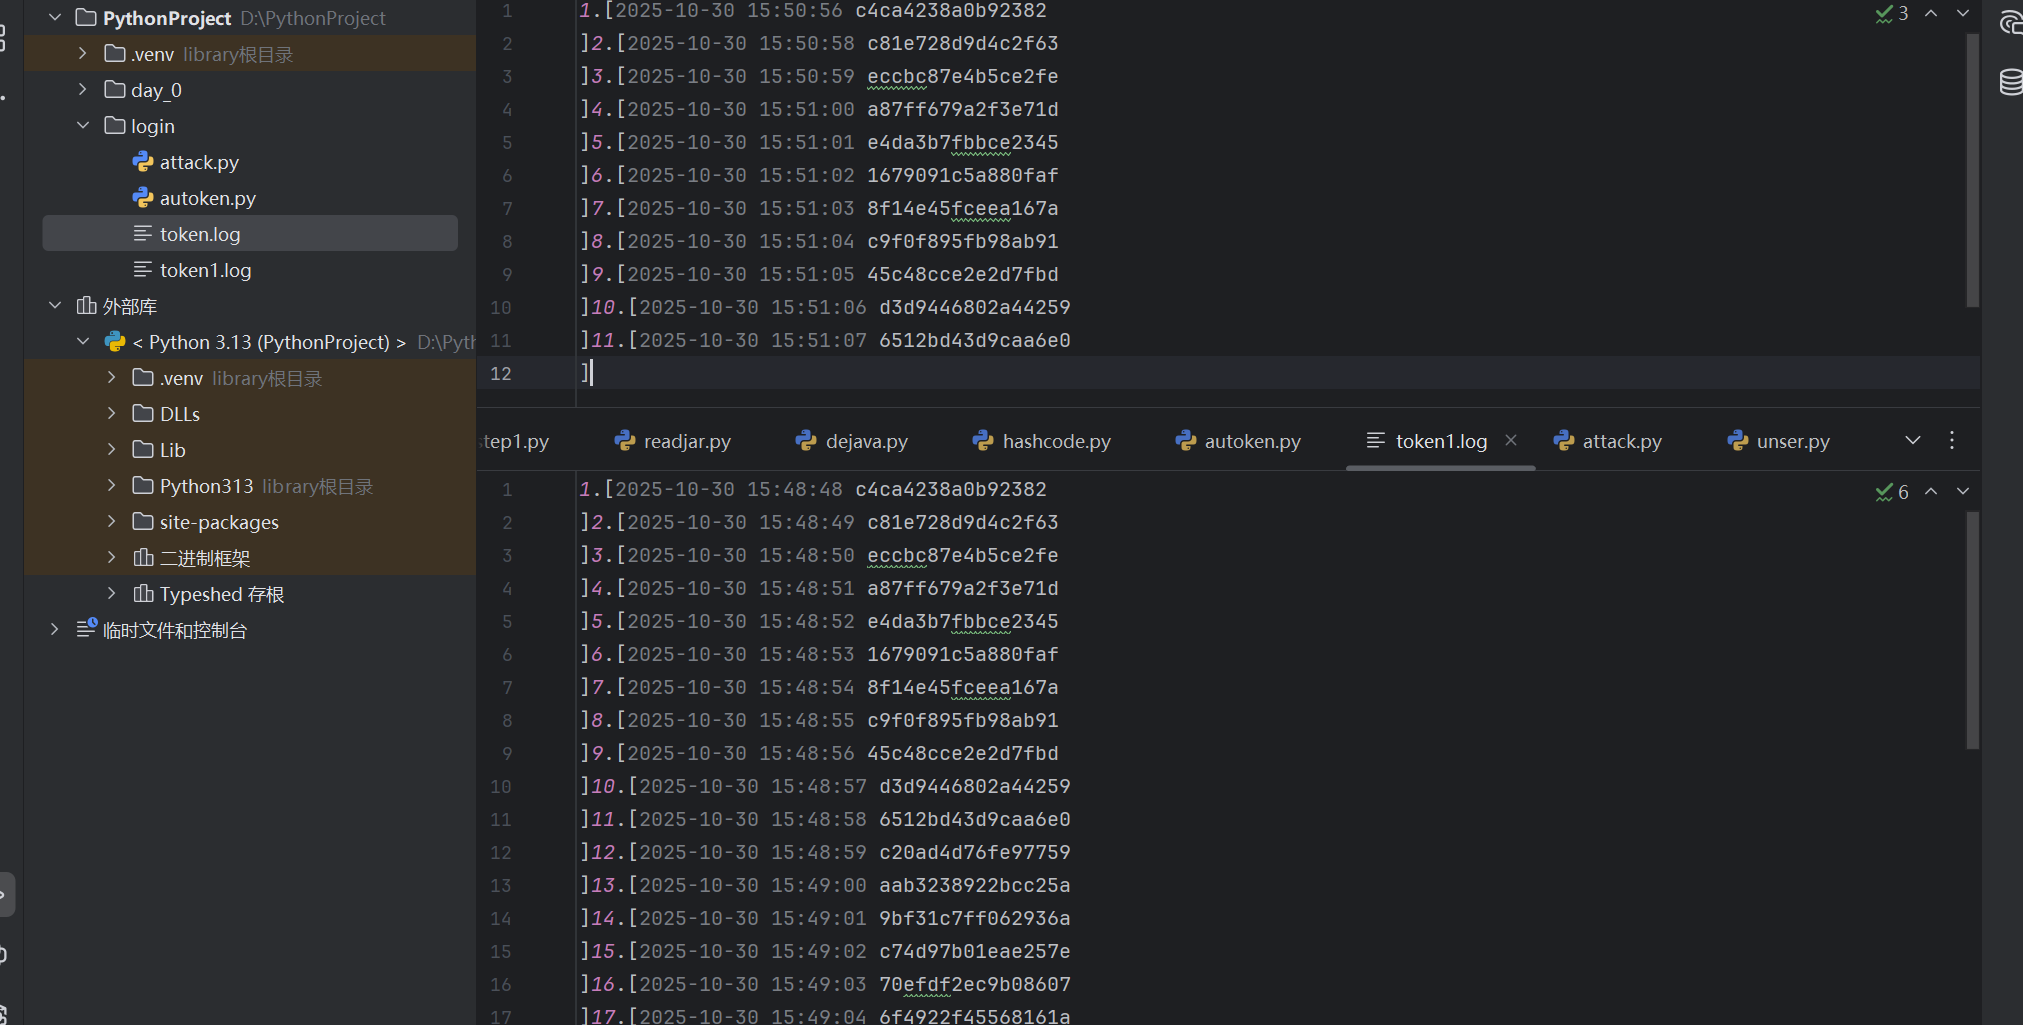 PythonProject D:\PythonProject
.venv library根目录
day_0
login
attack.py
autoken.py
token.log
token1.log
外部库
< Python 3.13 (PythonProject) > D:\Pyth
.venv library根目录
DLLs
Lib
Python313 library根目录
site-packages
二进制框架
Typeshed 存根
临时文件和控制台
1 1.[2025-10-30 15:50:56 c4ca4238a0b92382
3
2 ]2.[2025-10-30 15:50:58 c81e728d9d4c2f63
3 ]3.[2025-10-30 15:50:59 eccbc87e4b5ce2fe
4 ]4.[2025-10-30 15:51:00 a87ff679a2f3e71d
5 ]5.[2025-10-30 15:51:01 e4da3b7fbbce2345
6 ]6.[2025-10-30 15:51:02 1679091c5a880faf
7 ]7.[2025-10-30 15:51:03 8f14e45fceea167a
8 ]8.[2025-10-30 15:51:04 c9f0f895fb98ab91
9 ]9.[2025-10-30 15:51:05 45c48cce2e2d7fbd
10 ]10.[2025-10-30 15:51:06 d3d9446802a44259
11 ]11.[2025-10-30 15:51:07 6512bd43d9caa6e0
12 ]
step1.py readjar.py dejava.py hashcode.py autoken.py token1.log attack.py unser.py
1 1.[2025-10-30 15:48:48 c4ca4238a0b92382
6
2 ]2.[2025-10-30 15:48:49 c81e728d9d4c2f63
3 ]3.[2025-10-30 15:48:50 eccbc87e4b5ce2fe
4 ]4.[2025-10-30 15:48:51 a87ff679a2f3e71d
5 ]5.[2025-10-30 15:48:52 e4da3b7fbbce2345
6 ]6.[2025-10-30 15:48:53 1679091c5a880faf
7 ]7.[2025-10-30 15:48:54 8f14e45fceea167a
8 ]8.[2025-10-30 15:48:55 c9f0f895fb98ab91
9 ]9.[2025-10-30 15:48:56 45c48cce2e2d7fbd
10 ]10.[2025-10-30 15:48:57 d3d9446802a44259
11 ]11.[2025-10-30 15:48:58 6512bd43d9caa6e0
12 ]12.[2025-10-30 15:48:59 c20ad4d76fe97759
13 ]13.[2025-10-30 15:49:00 aab3238922bcc25a
14 ]14.[2025-10-30 15:49:01 9bf31c7ff062936a
15 ]15.[2025-10-30 15:49:02 c74d97b01eae257e
16 ]16.[2025-10-30 15:49:03 70efdf2ec9b08607
17 ]17.[2025-10-30 15:49:04 6f4922f45568161a